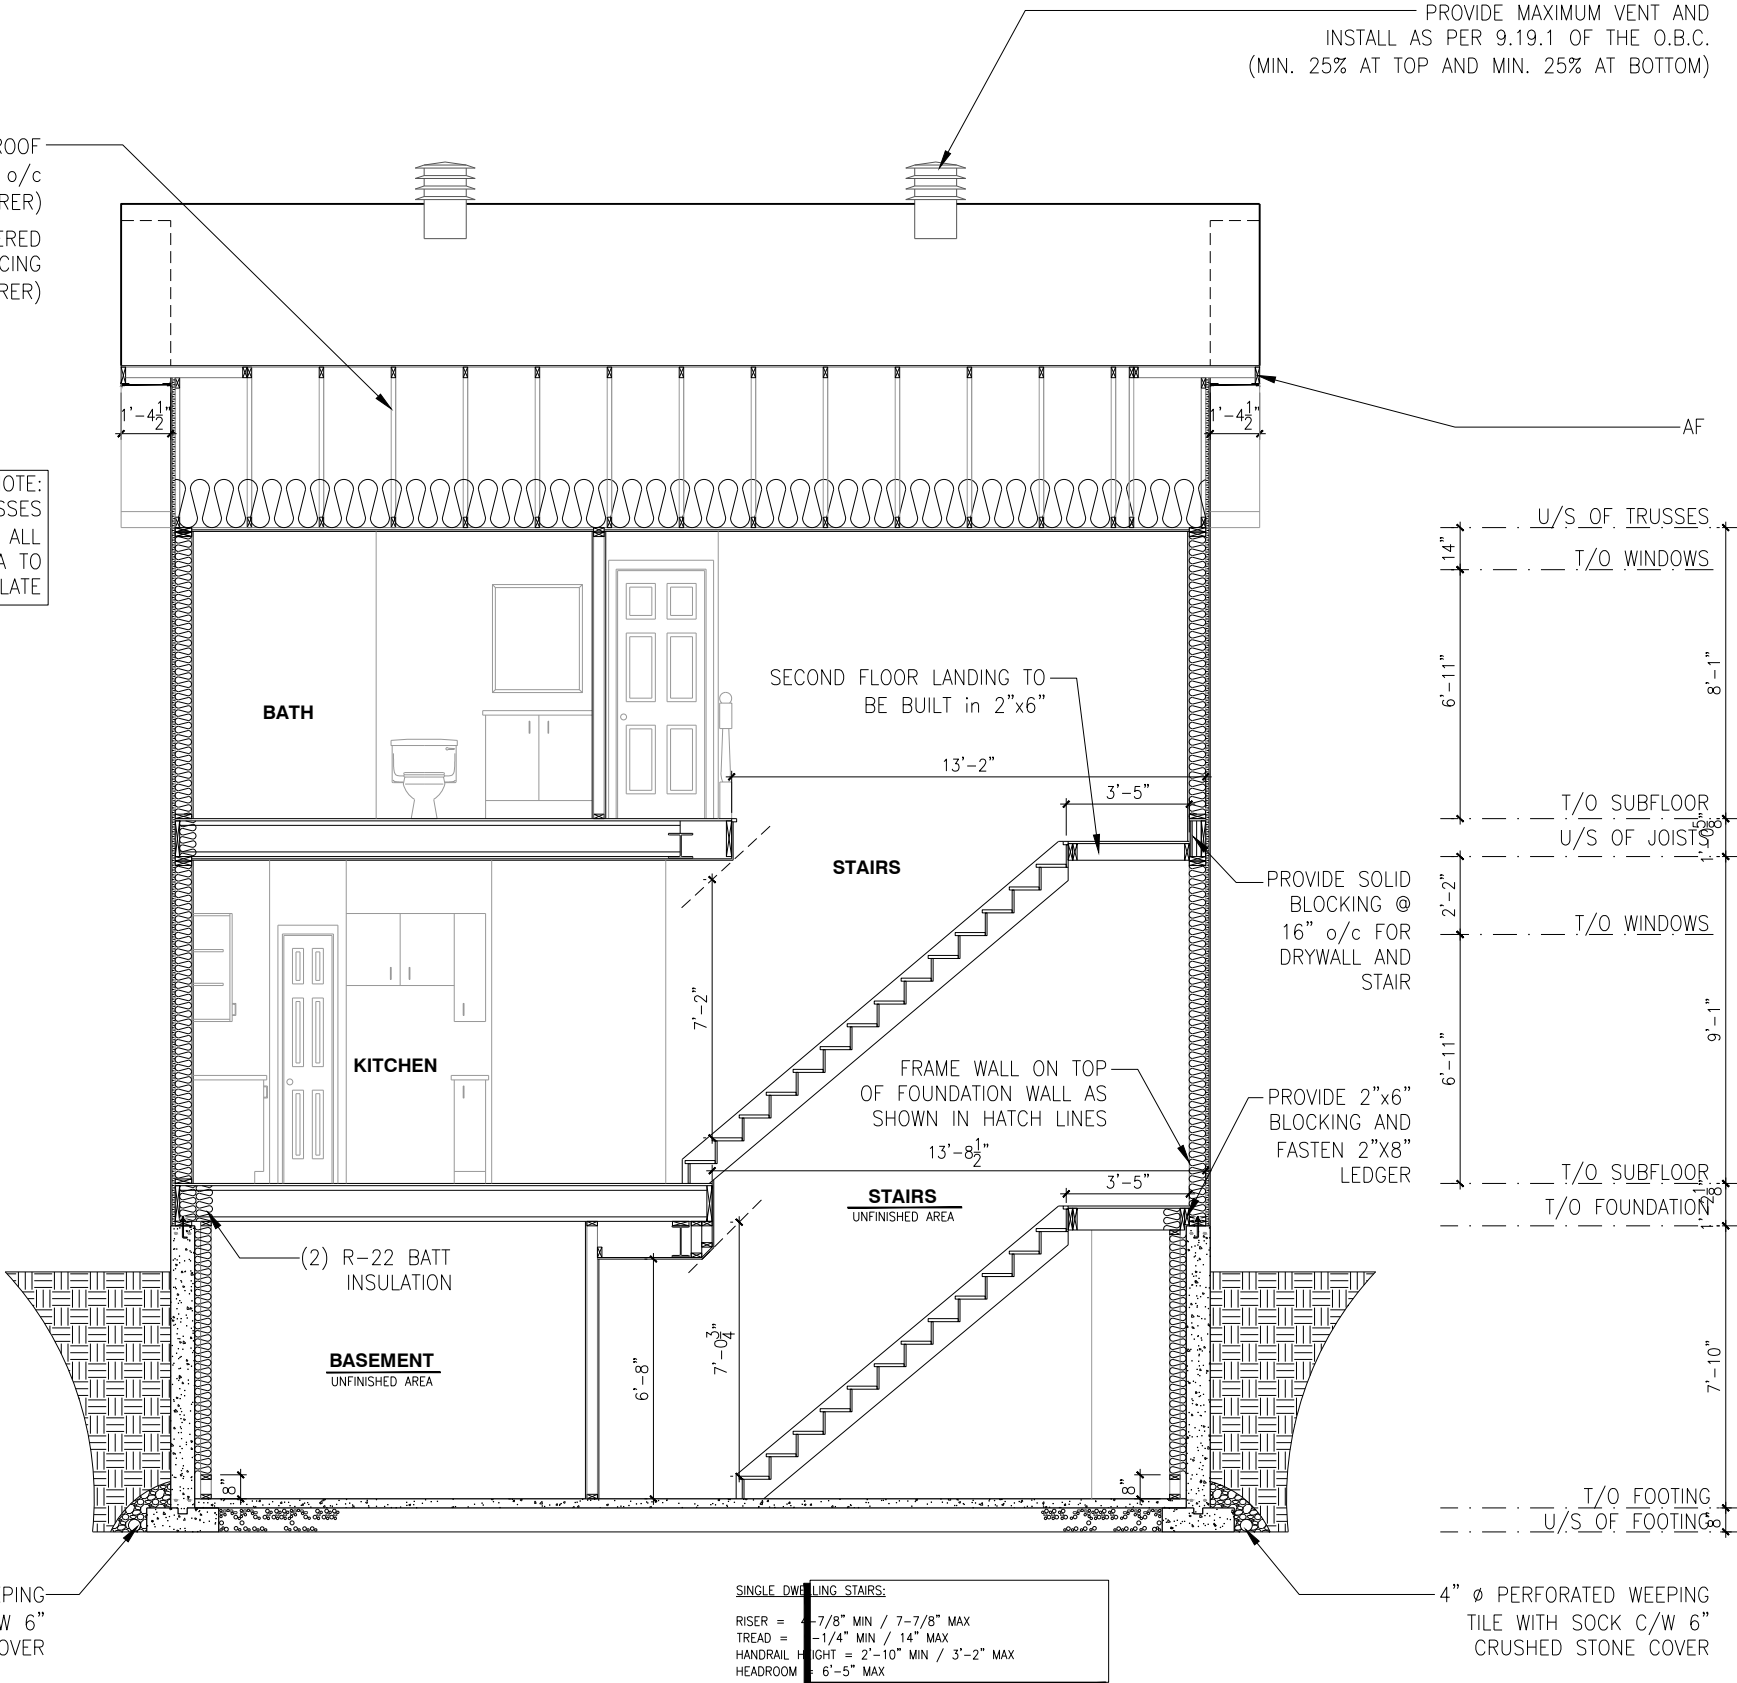 PROVIDE MAXIMUM VENT AND
INSTALL AS PER 9.19.1 OF THE O.B.C.
(MIN. 25% AT TOP AND MIN. 25% AT BOTTOM)
ROOF
o/c
RER)
ERED
CING
RER)
1'-4½"
1'-4½"
AF
OTE:
SSES
ALL
A TO
LATE
U/S OF TRUSSES
14"
T/O WINDOWS
6'-11"
8'-1"
SECOND FLOOR LANDING TO
BE BUILT in 2"x6"
BATH
13'-2"
3'-5"
T/O SUBFLOOR
U/S OF JOISTS
STAIRS
PROVIDE SOLID
BLOCKING @
16" o/c FOR
DRYWALL AND
STAIR
2'-2"
T/O WINDOWS
7'-2"
9'-1"
6'-11"
KITCHEN
FRAME WALL ON TOP
OF FOUNDATION WALL AS
SHOWN IN HATCH LINES
PROVIDE 2"x6"
BLOCKING AND
FASTEN 2"X8"
LEDGER
13'-8½"
3'-5"
T/O SUBFLOOR
1'-2⅛"
T/O FOUNDATION
STAIRS
UNFINISHED AREA
(2) R-22 BATT
INSULATION
BASEMENT
UNFINISHED AREA
6'-8"
7'-0¾"
7'-10"
8"
8"
T/O FOOTING
U/S OF FOOTING
8"
PING
W 6"
OVER
4" ø PERFORATED WEEPING
TILE WITH SOCK C/W 6"
CRUSHED STONE COVER
SINGLE DWELLING STAIRS:
RISER = 4-7/8" MIN / 7-7/8" MAX
TREAD = -1/4" MIN / 14" MAX
HANDRAIL HEIGHT = 2'-10" MIN / 3'-2" MAX
HEADROOM = 6'-5" MAX